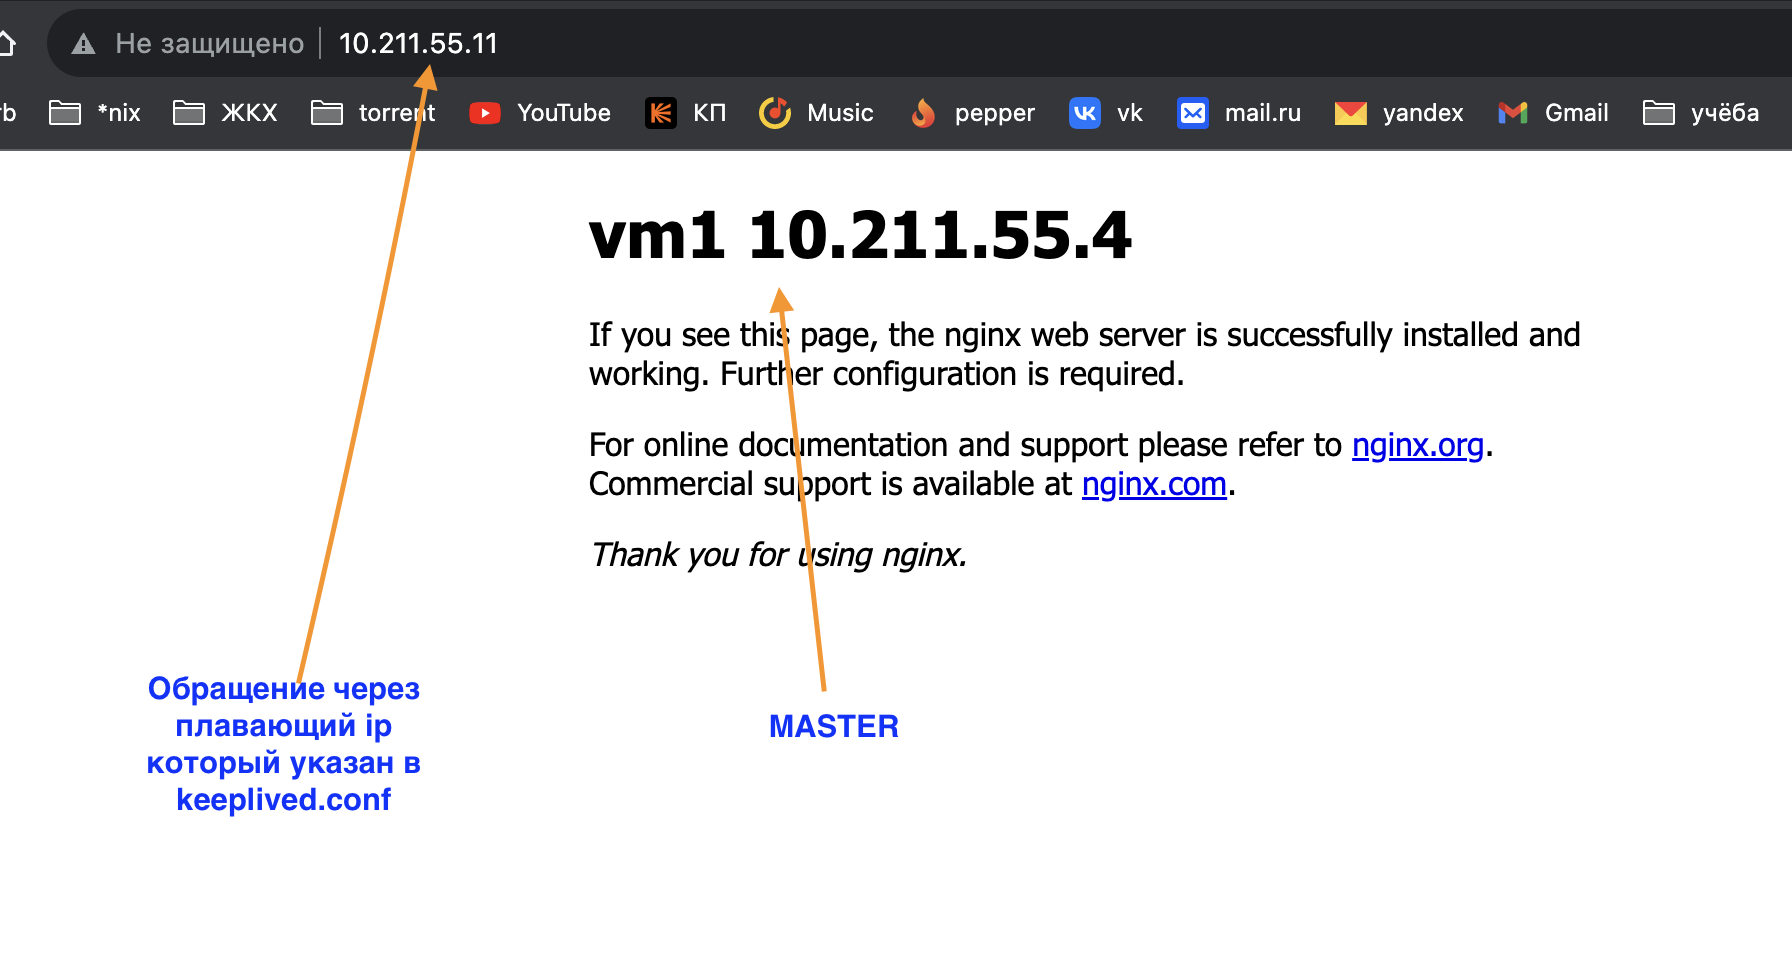 Не защищено | 10.211.55.11
rb *nix ЖКХ torrent YouTube КП Music pepper vk mail.ru yandex Gmail учёба
vm1 10.211.55.4
If you see this page, the nginx web server is successfully installed and
working. Further configuration is required.
For online documentation and support please refer to nginx.org.
Commercial support is available at nginx.com.
Thank you for using nginx.
Обращение через
плавающий ip
который указан в
keeplived.conf
MASTER